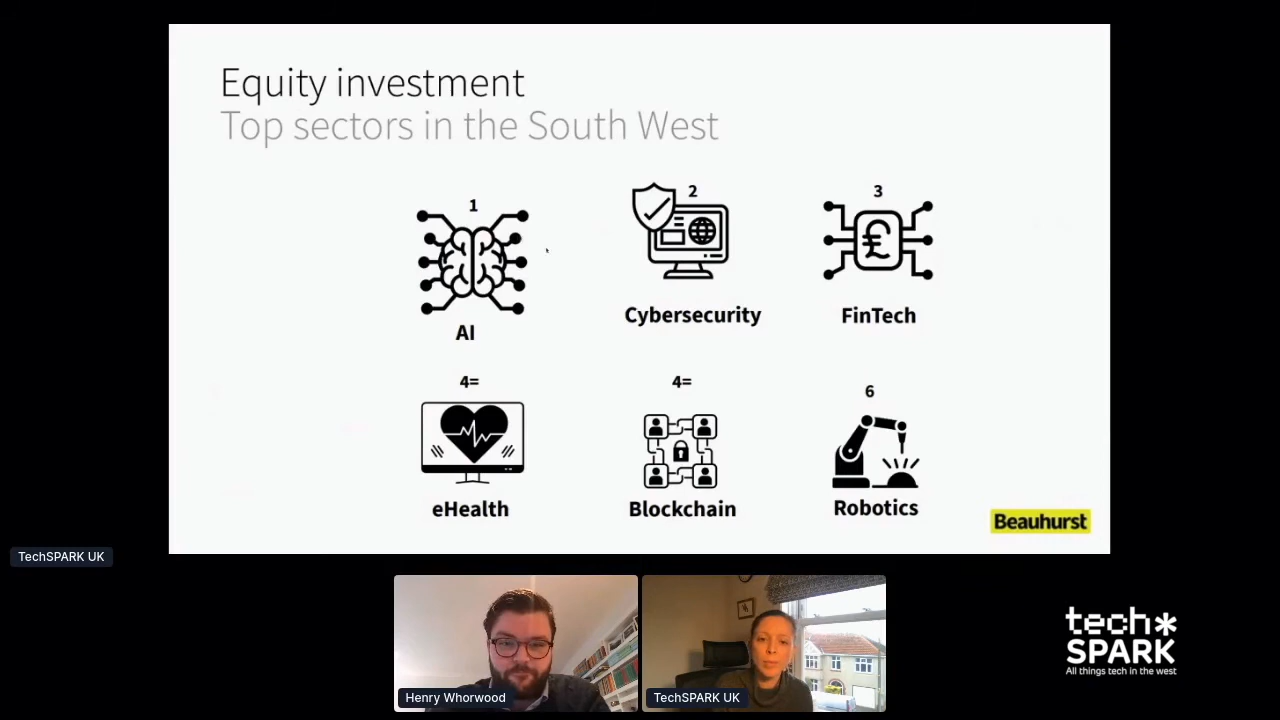 Equity investment
Top sectors in the South West
1
2
3
AI
Cybersecurity
FinTech
4=
4=
6
eHealth
Blockchain
Robotics
Beauhurst
TechSPARK UK
Henry Whorwood
TechSPARK UK
tech*
SPARK
All things tech in the west